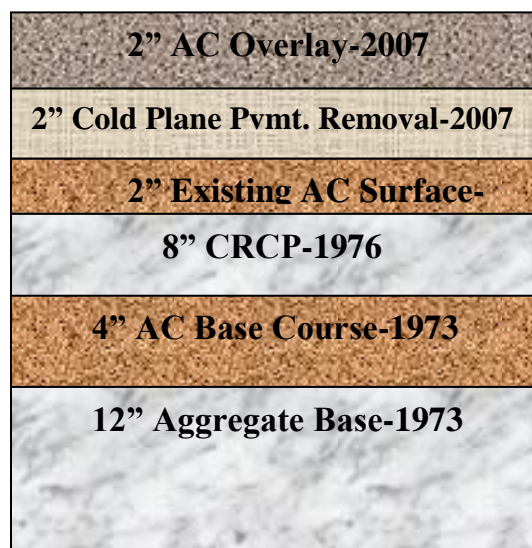 2” AC Overlay-2007
2” Cold Plane Pvmt. Removal-2007
2” Existing AC Surface-
8” CRCP-1976
4” AC Base Course-1973
12” Aggregate Base-1973